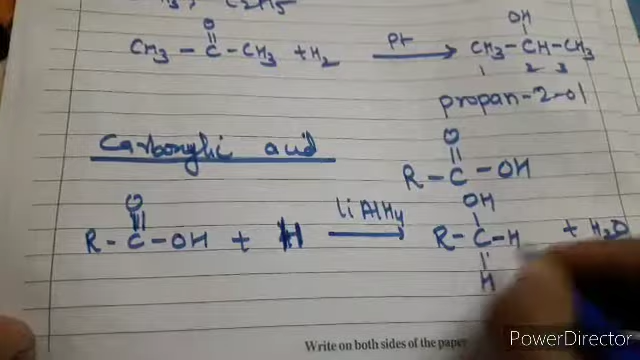 C2H5
O
CH3 - C - CH3 + H2 Pt OH CH3 - CH - CH3
1 2 3
propan-2-ol
Carboxylic acid
O
R - C - OH
O
R - C - OH + H LiAlH4 OH R - C - H + H2O
H
Write on both sides of the paper
PowerDirector